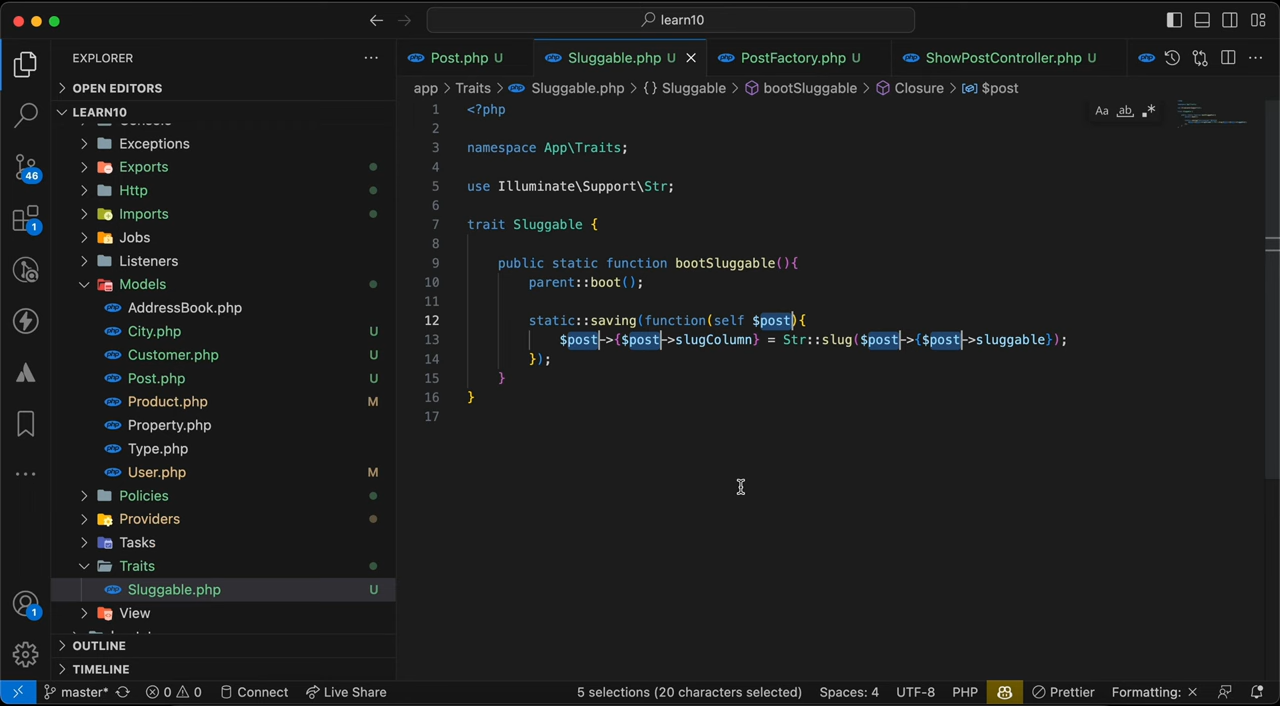 learn10
EXPLORER
Post.php U
Sluggable.php U
PostFactory.php U
ShowPostController.php U
OPEN EDITORS
app > Traits > Sluggable.php > {} Sluggable > bootSluggable > Closure > $post
LEARN10
Exceptions
Exports
Http
Imports
Jobs
Listeners
Models
AddressBook.php
City.php U
Customer.php U
Post.php U
Product.php M
Property.php
Type.php
User.php M
Policies
Providers
Tasks
Traits
Sluggable.php U
View
OUTLINE
TIMELINE
46
1
1
Aa ab .*
1 <?php
2
3 namespace App\Traits;
4
5 use Illuminate\Support\Str;
6
7 trait Sluggable {
8
9 public static function bootSluggable(){
10 parent::boot();
11
12 static::saving(function(self $post){
13 $post->{$post->slugColumn} = Str::slug($post->{$post->sluggable});
14 });
15 }
16 }
17
master* 0 0 Connect Live Share 5 selections (20 characters selected) Spaces: 4 UTF-8 PHP Prettier Formatting: ×